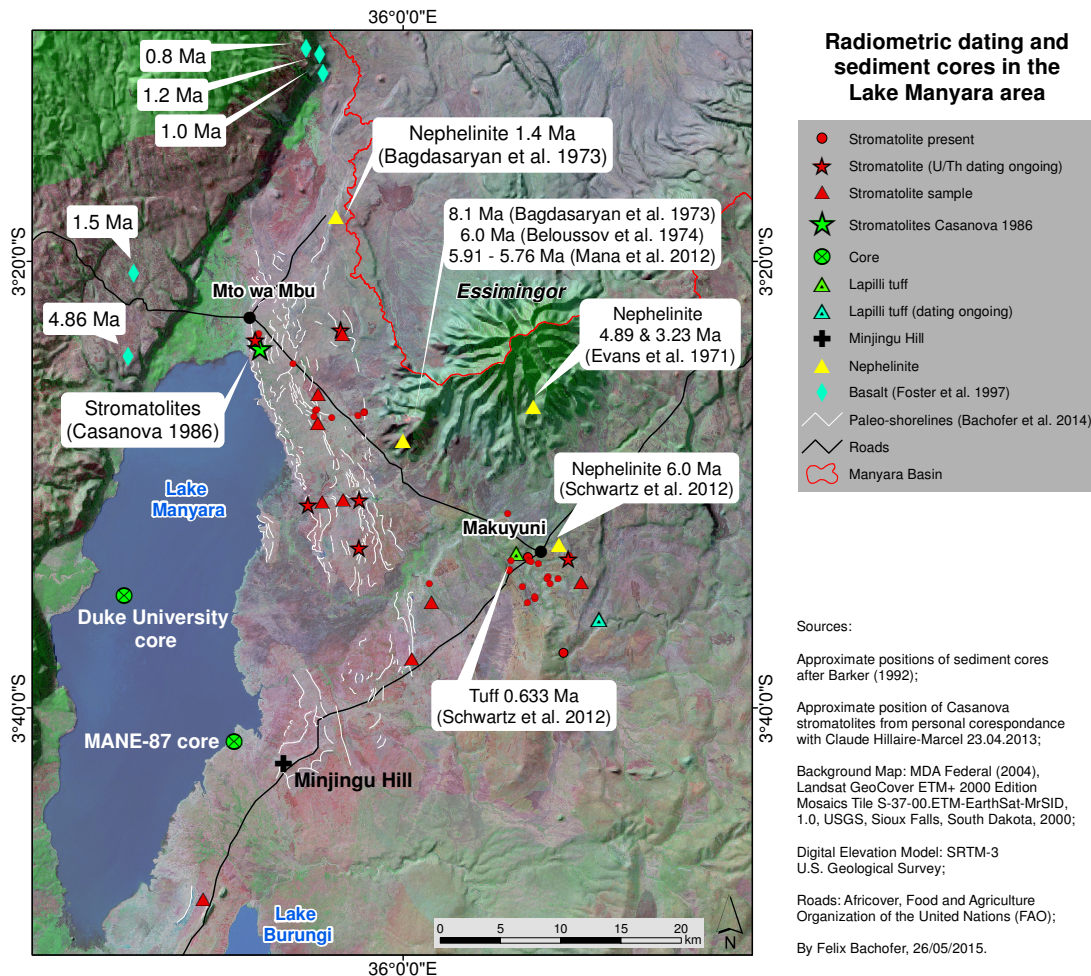 36°0'0"E
0.8 Ma
1.2 Ma
1.0 Ma
Nephelinite 1.4 Ma
(Bagdasaryan et al. 1973)
8.1 Ma (Bagdasaryan et al. 1973)
6.0 Ma (Beloussov et al. 1974)
5.91 - 5.76 Ma (Mana et al. 2012)
1.5 Ma
3°20'0"S
3°20'0"S
Mto wa Mbu
Essimingor
4.86 Ma
Nephelinite
4.89 & 3.23 Ma
(Evans et al. 1971)
Stromatolites
(Casanova 1986)
Lake
Manyara
Nephelinite 6.0 Ma
(Schwartz et al. 2012)
Makuyuni
Duke University
core
Tuff 0.633 Ma
(Schwartz et al. 2012)
3°40'0"S
3°40'0"S
MANE-87 core
Minjingu Hill
Lake
Burungi
0 5 10 15 20
km
N
36°0'0"E
Radiometric dating and
sediment cores in the
Lake Manyara area
Stromatolite present
Stromatolite (U/Th dating ongoing)
Stromatolite sample
Stromatolites Casanova 1986
Core
Lapilli tuff
Lapilli tuff (dating ongoing)
Minjingu Hill
Nephelinite
Basalt (Foster et al. 1997)
Paleo-shorelines (Bachofer et al. 2014)
Roads
Manyara Basin
Sources:
Approximate positions of sediment cores
after Barker (1992);
Approximate position of Casanova
stromatolites from personal corespondance
with Claude Hillaire-Marcel 23.04.2013;
Background Map: MDA Federal (2004),
Landsat GeoCover ETM+ 2000 Edition
Mosaics Tile S-37-00.ETM-EarthSat-MrSID,
1.0, USGS, Sioux Falls, South Dakota, 2000;
Digital Elevation Model: SRTM-3
U.S. Geological Survey;
Roads: Africover, Food and Agriculture
Organization of the United Nations (FAO);
By Felix Bachofer, 26/05/2015.